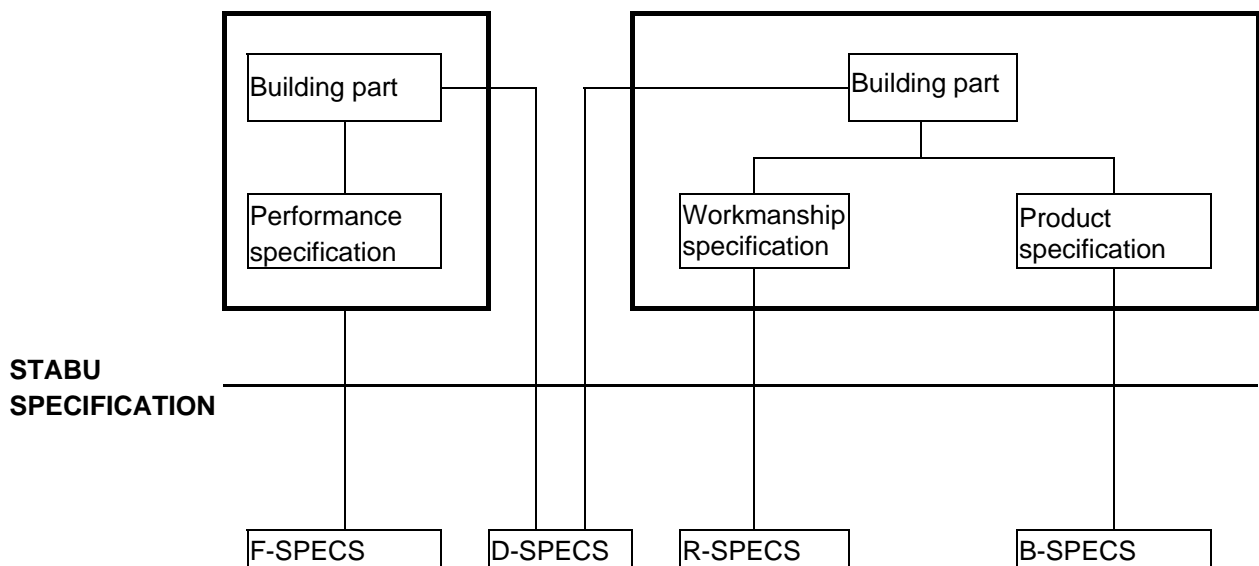 Building part
Building part
Performance
specification
Workmanship
specification
Product
specification
STABU
SPECIFICATION
F-SPECS
D-SPECS
R-SPECS
B-SPECS